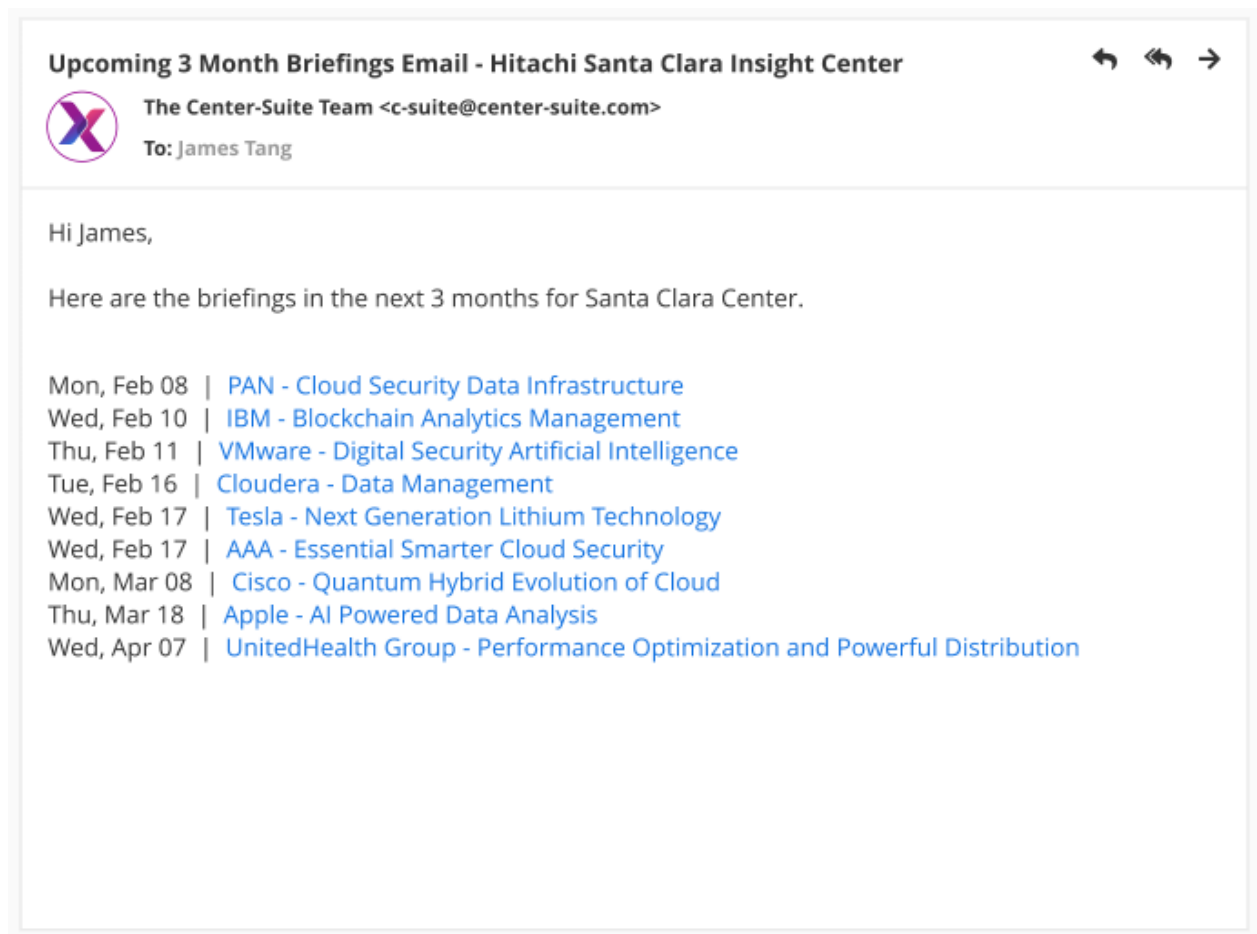 Upcoming 3 Month Briefings Email - Hitachi Santa Clara Insight Center
The Center-Suite Team <c-suite@center-suite.com>
To: James Tang
Hi James,
Here are the briefings in the next 3 months for Santa Clara Center.
Mon, Feb 08 | PAN - Cloud Security Data Infrastructure
Wed, Feb 10 | IBM - Blockchain Analytics Management
Thu, Feb 11 | VMware - Digital Security Artificial Intelligence
Tue, Feb 16 | Cloudera - Data Management
Wed, Feb 17 | Tesla - Next Generation Lithium Technology
Wed, Feb 17 | AAA - Essential Smarter Cloud Security
Mon, Mar 08 | Cisco - Quantum Hybrid Evolution of Cloud
Thu, Mar 18 | Apple - AI Powered Data Analysis
Wed, Apr 07 | UnitedHealth Group - Performance Optimization and Powerful Distribution